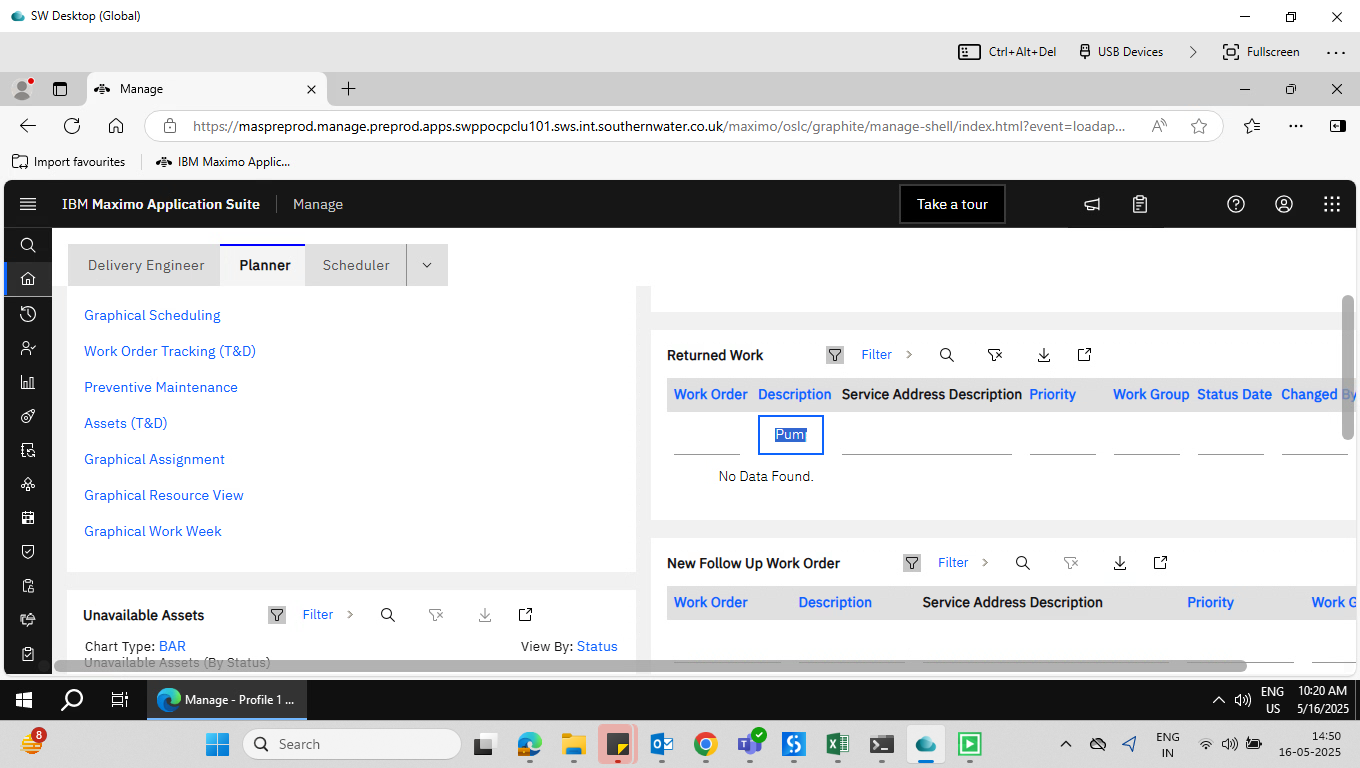 SW Desktop (Global)
Ctrl+Alt+Del USB Devices Fullscreen
Manage
https://maspreprod.manage.preprod.apps.swppocpclu101.sws.int.southernwater.co.uk/maximo/oslc/graphite/manage-shell/index.html?event=loadap...
Import favourites IBM Maximo Applic...
IBM Maximo Application Suite Manage Take a tour
Delivery Engineer Planner Scheduler
Graphical Scheduling
Work Order Tracking (T&D)
Preventive Maintenance
Assets (T&D)
Graphical Assignment
Graphical Resource View
Graphical Work Week
Unavailable Assets Filter
Chart Type: BAR View By: Status
Unavailable Assets (By Status)
Returned Work Filter
Work Order Description Service Address Description Priority Work Group Status Date Changed By
Pump
No Data Found.
New Follow Up Work Order Filter
Work Order Description Service Address Description Priority Work G
Manage - Profile 1 ...
ENG
US
10:20 AM
5/16/2025
8
Search
ENG
IN
14:50
16-05-2025